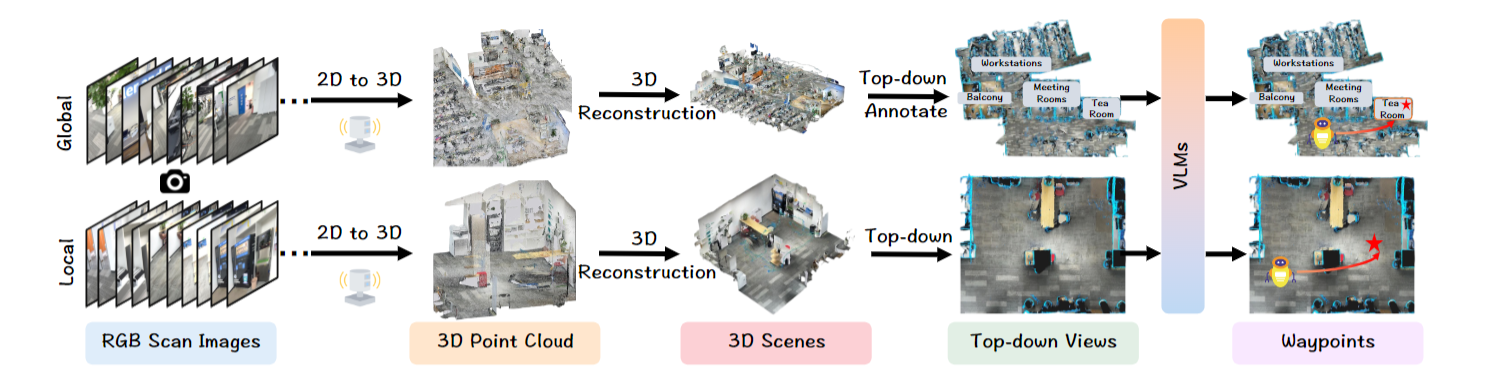 Global
2D to 3D
3D
Reconstruction
Top-down
Annotate
Workstations
Balcony
Meeting
Rooms
Tea
Room
VLMs
Workstations
Balcony
Meeting
Rooms
Tea
Room
Local
2D to 3D
3D
Reconstruction
Top-down
RGB Scan Images
3D Point Cloud
3D Scenes
Top-down Views
Waypoints